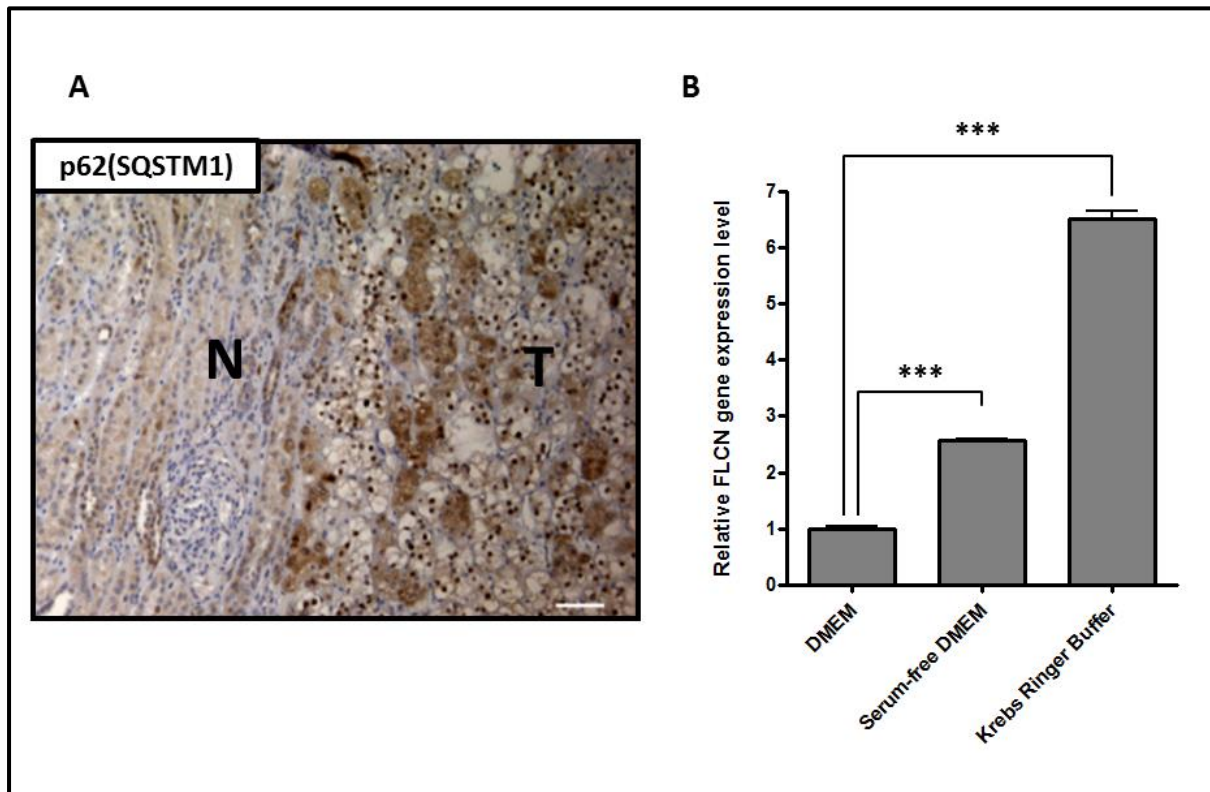 A
p62(SQSTM1)
N
T
B
***
***
Relative FLCN gene expression level
7
6
5
4
3
2
1
0
DMEM
Serum-free DMEM
Krebs Ringer Buffer